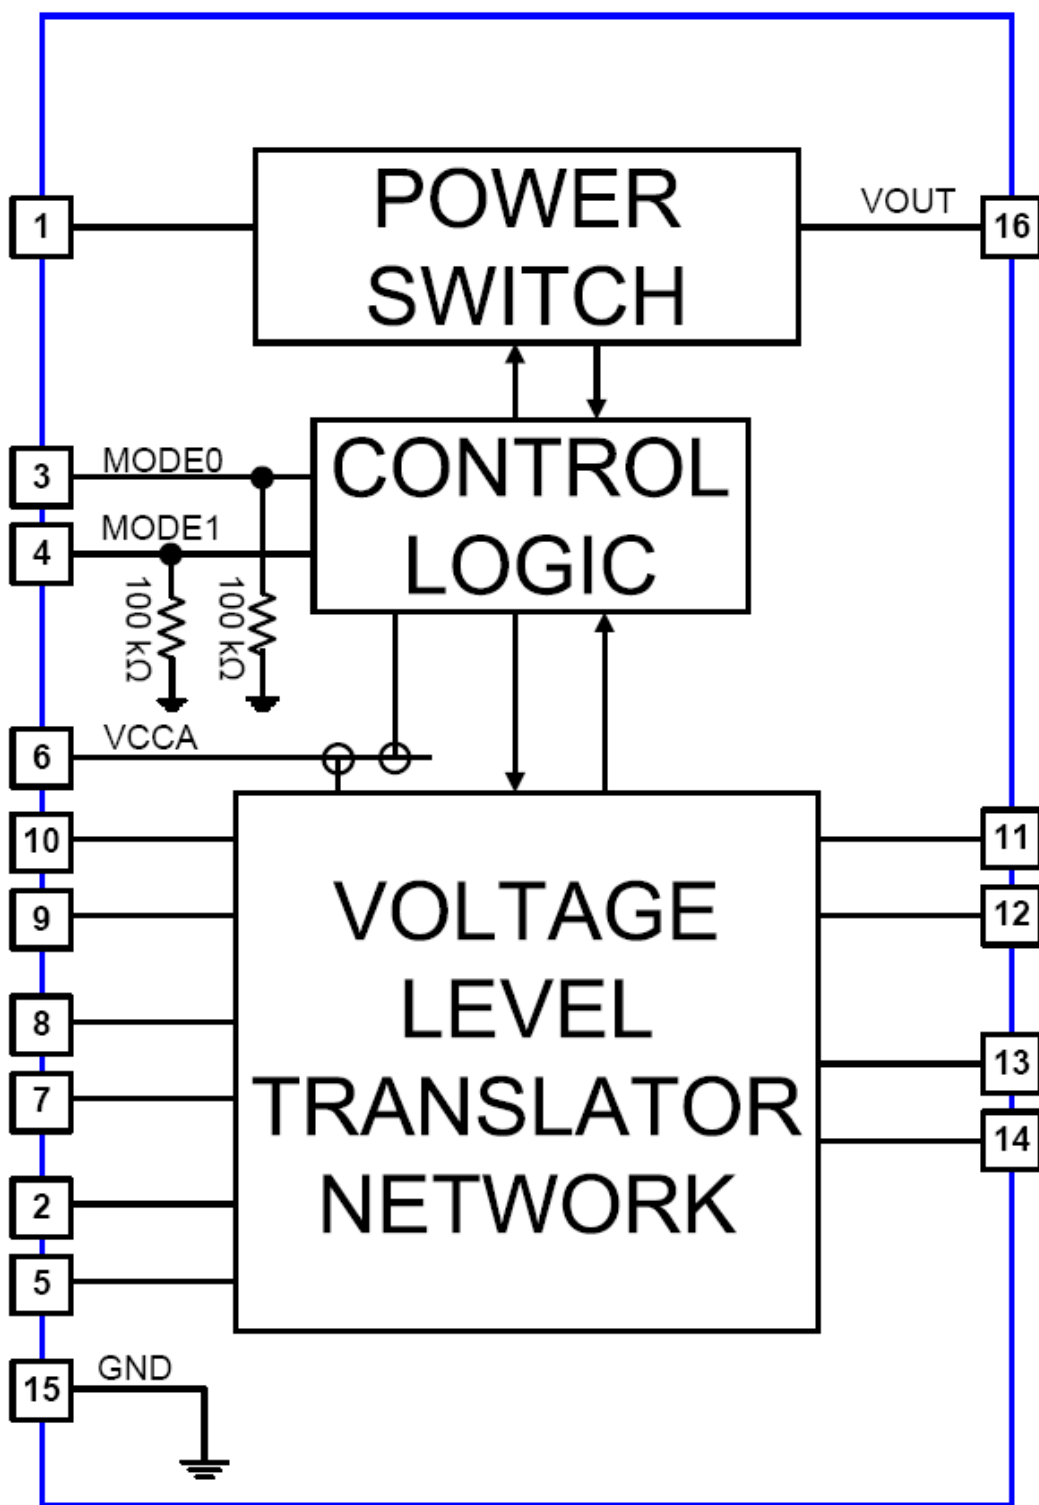 1
POWER
SWITCH
VOUT
16
3
MODE0
4
MODE1
CONTROL
LOGIC
100 kΩ
100 kΩ
6
VCCA
10
9
8
7
2
5
VOLTAGE
LEVEL
TRANSLATOR
NETWORK
11
12
13
14
15
GND